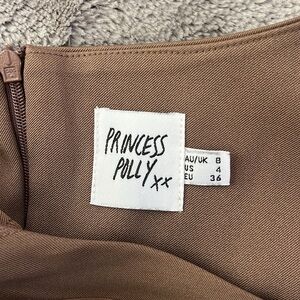 PRINCESS
POLLY xx
AU/UK 8
US 4
EU 36